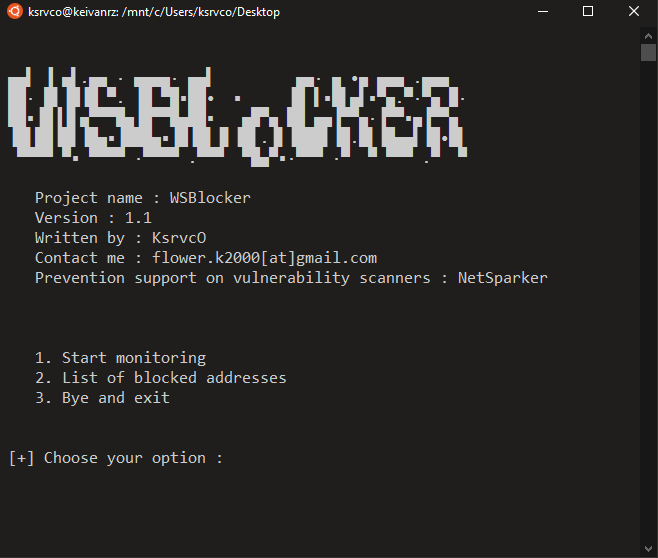 ksrvco@keivanrz: /mnt/c/Users/ksrvco/Desktop
WSBLocKER
Project name : WSBlocker
Version : 1.1
Written by : KsrvcO
Contact me : flower.k2000[at]gmail.com
Prevention support on vulnerability scanners : NetSparker
1. Start monitoring
2. List of blocked addresses
3. Bye and exit
[+] Choose your option :